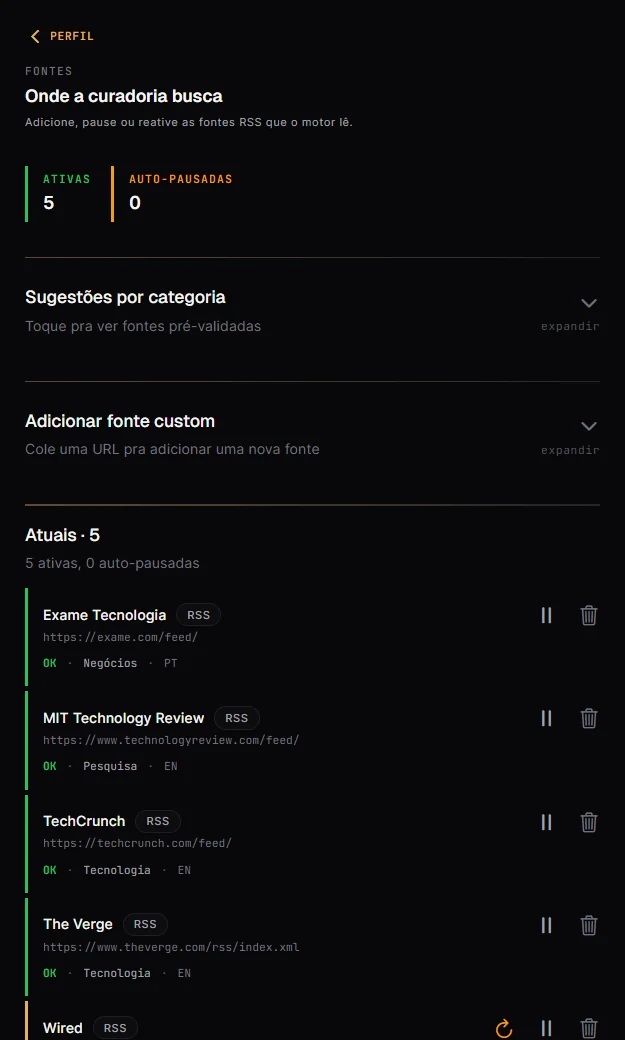 PERFIL
FONTES
Onde a curadoria busca
Adicione, pause ou reative as fontes RSS que o motor lê.
ATIVAS AUTO-PAUSADAS
5 0
Sugestões por categoria
Toque pra ver fontes pré-validadas expandir
Adicionar fonte custom
Cole uma URL pra adicionar uma nova fonte expandir
Atuais · 5
5 ativas, 0 auto-pausadas
Exame Tecnologia RSS
https://exame.com/feed/
OK · Negócios · PT
MIT Technology Review RSS
https://www.technologyreview.com/feed/
OK · Pesquisa · EN
TechCrunch RSS
https://techcrunch.com/feed/
OK · Tecnologia · EN
The Verge RSS
https://www.theverge.com/rss/index.xml
OK · Tecnologia · EN
Wired RSS